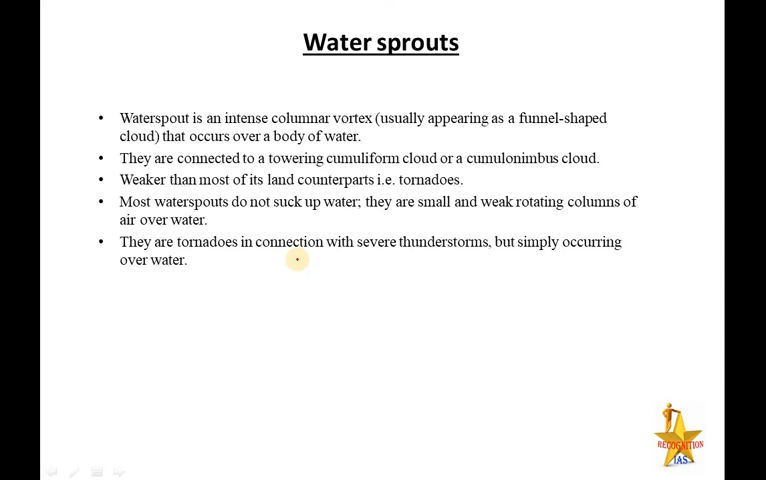 Water sprouts
• Waterspout is an intense columnar vortex (usually appearing as a funnel-shaped
cloud) that occurs over a body of water.
• They are connected to a towering cumuliform cloud or a cumulonimbus cloud.
• Weaker than most of its land counterparts i.e. tornadoes.
• Most waterspouts do not suck up water; they are small and weak rotating columns of
air over water.
• They are tornadoes in connection with severe thunderstorms, but simply occurring
over water.
RECOGNITION
IAS